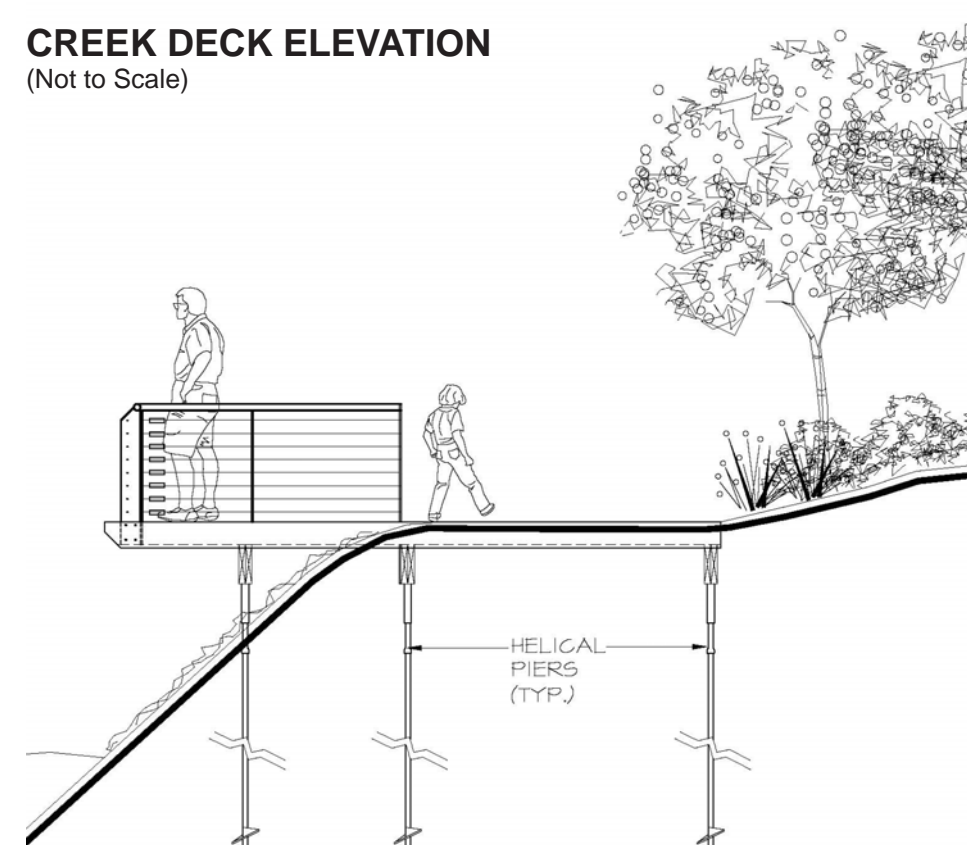 CREEK DECK ELEVATION
(Not to Scale)
HELICAL
PIERS
(TYP.)